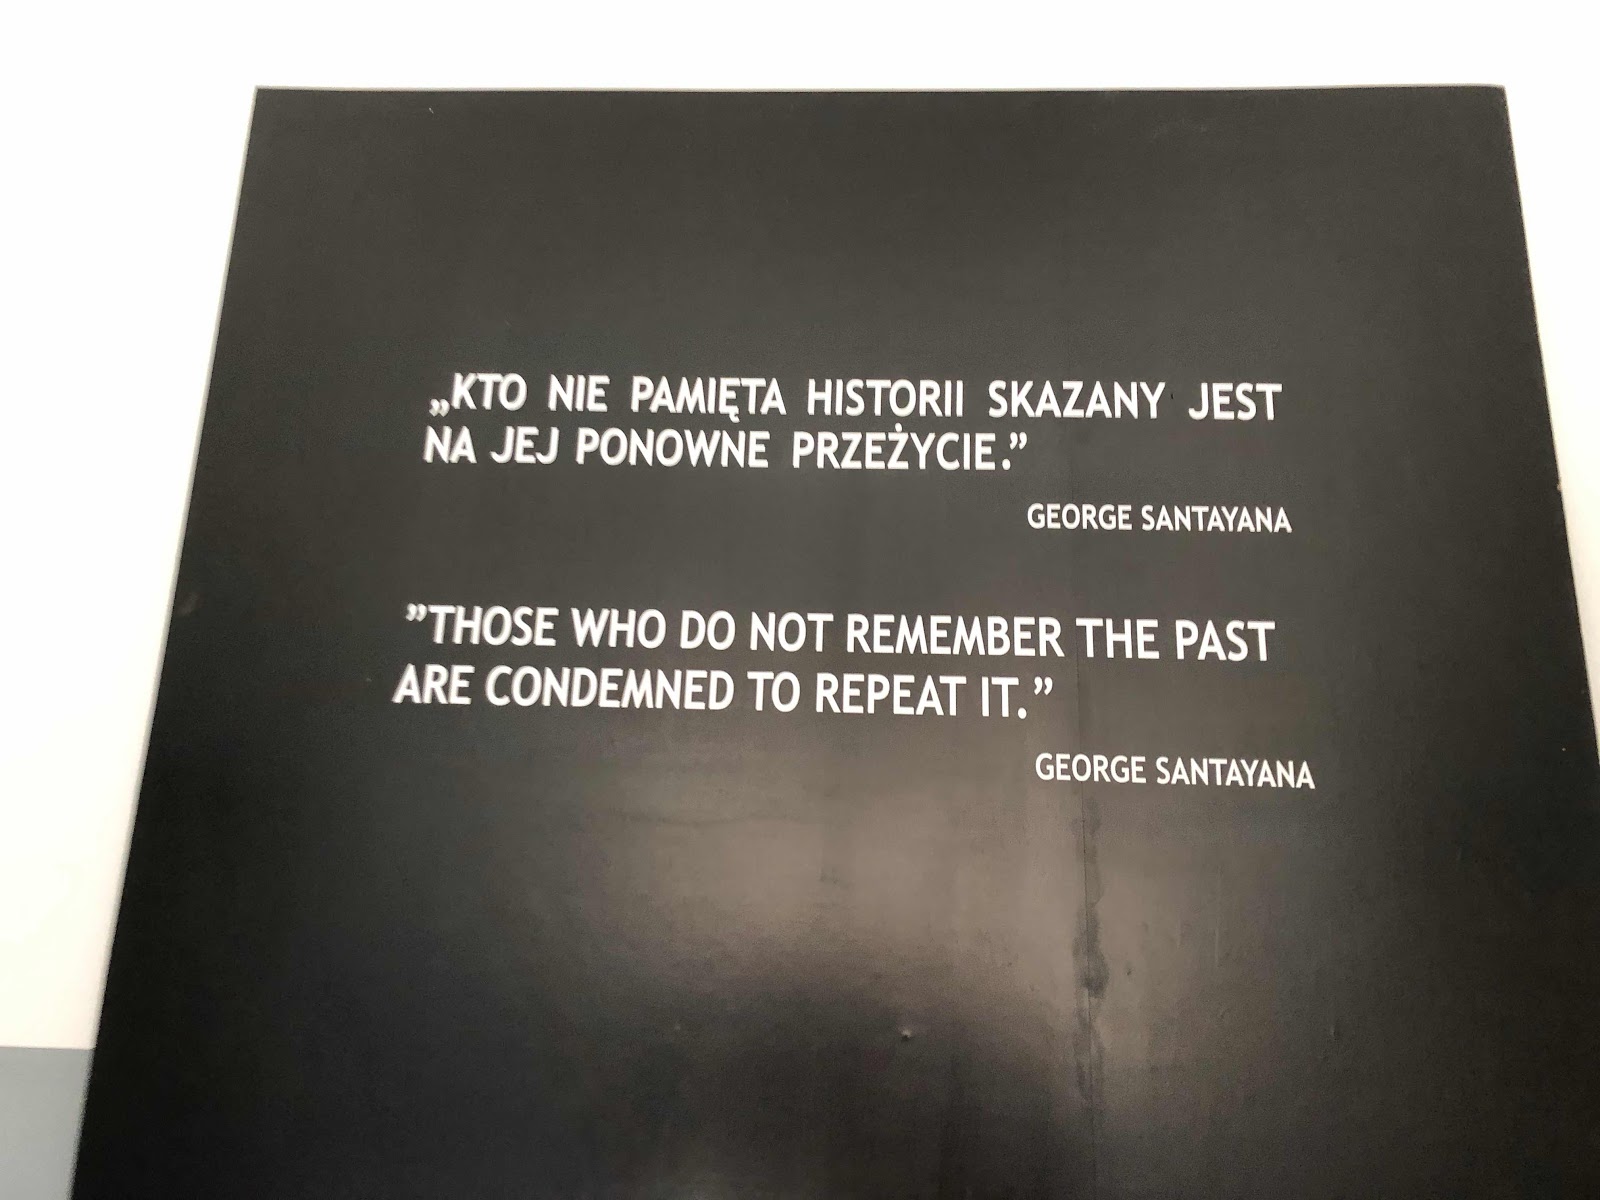 „KTO NIE PAMIĘTA HISTORII SKAZANY JEST
NA JEJ PONOWNE PRZEŻYCIE.”
GEORGE SANTAYANA
”THOSE WHO DO NOT REMEMBER THE PAST
ARE CONDEMNED TO REPEAT IT.”
GEORGE SANTAYANA